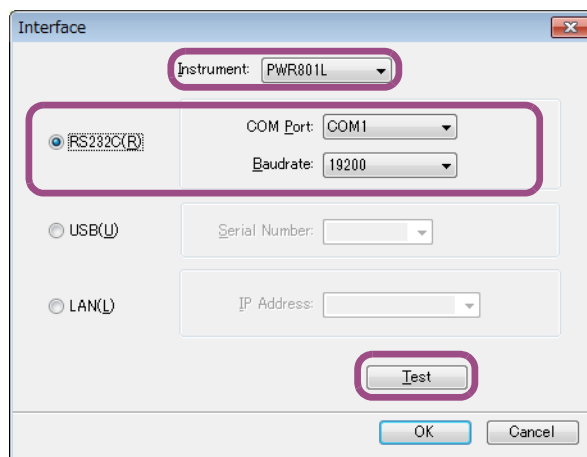 Interface
Instrument: PWR801L
RS232C(R)
COM Port: COM1
Baudrate: 19200
USB(U)
Serial Number:
LAN(L)
IP Address:
Test
OK
Cancel